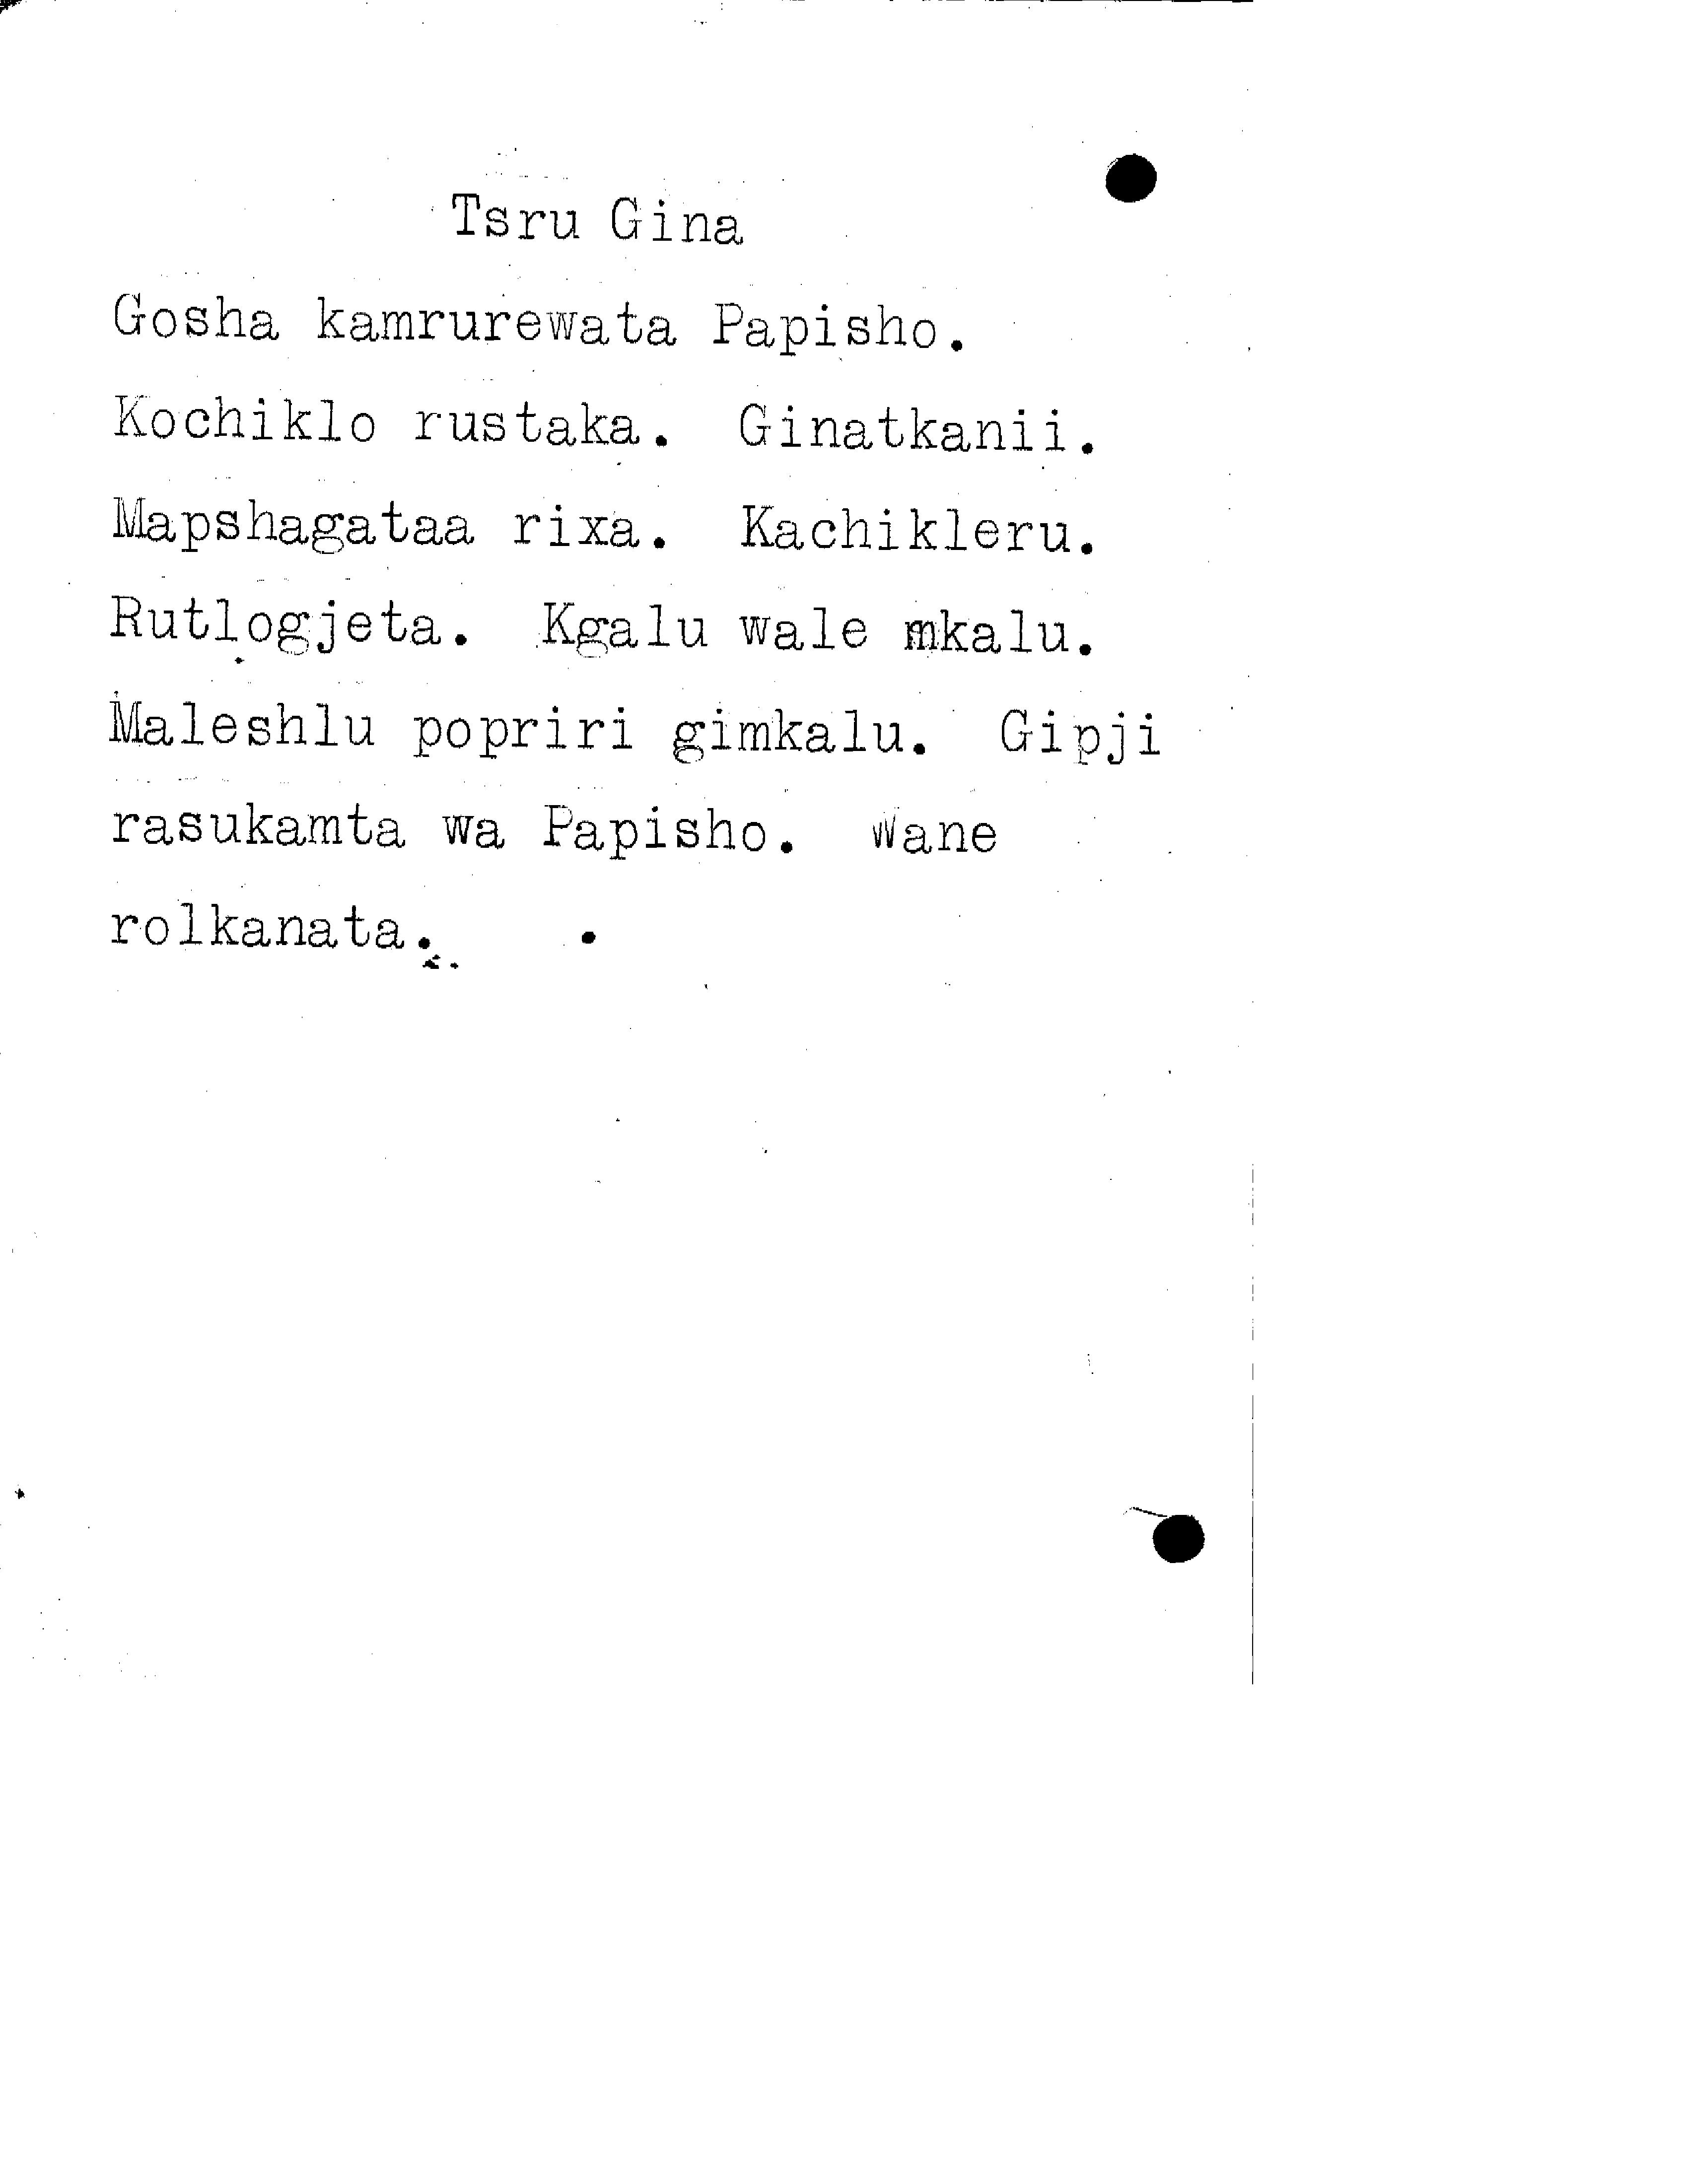 Tsru Gina
Gosha kamrurewata Papisho.
Kochiklo rustaka. Ginatkanii.
Mapshagataa rixa. Kachikleru.
Rutlogjeta. Kgalu wale mkalu.
Maleshlu popriri gimkalu. Gipji
rasukamta wa Papisho. Wane
rolkanata.